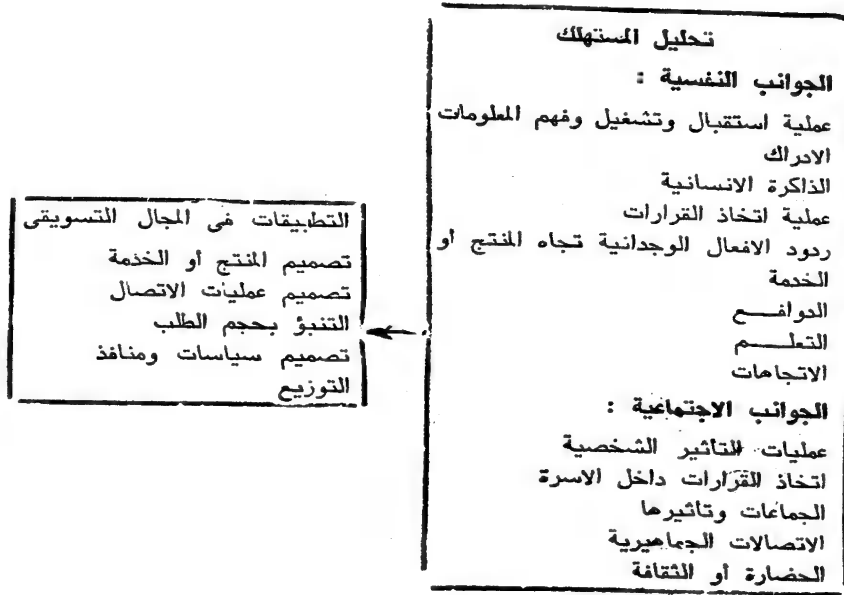 تحليل المستهلك
الجوانب النفسية :
عملية استقبال وتشغيل وفهم المعلومات
الادراك
الذاكرة الانسانية
عملية اتخاذ القرارات
ردود الافعال الوجدانية تجاه المنتج أو
الخدمة
الدوافـــع
التعلـــم
الاتجاهات
الجوانب الاجتماعية :
عمليات التأثير الشخصية
اتخاذ القرارات داخل الاسرة
الجماعات وتاثيرها
الاتصالات الجماهيرية
الحضارة أو الثقافة
التطبيقات فى المجال التسويقى
تصميم المنتج أو الخدمة
تصميم عمليات الاتصال
التنبؤ بحجم الطلب
تصميم سياسات ومنافذ
التوزيع